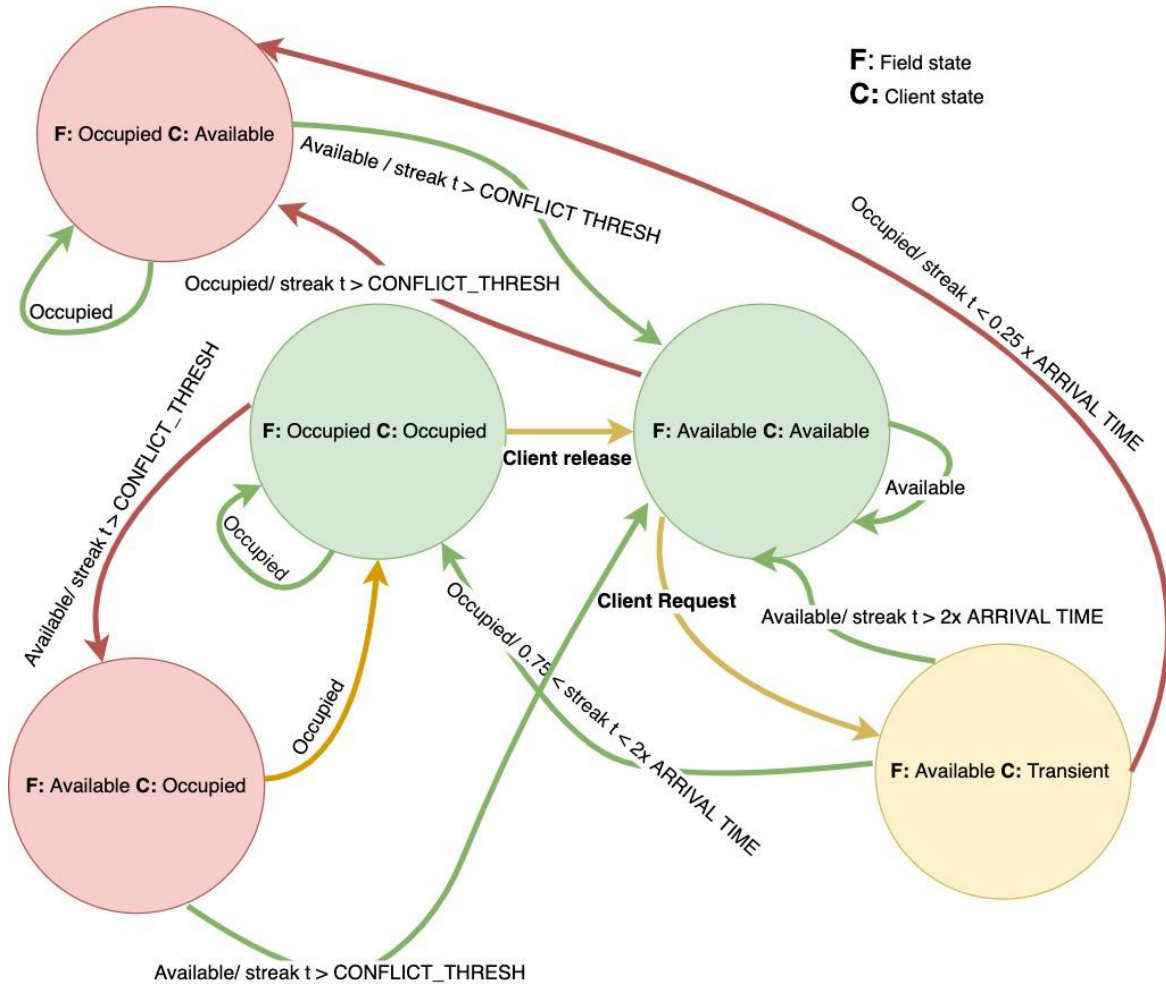 F: Field state
C: Client state
F: Occupied C: Available
Available / streak t > CONFLICT THRESH
Occupied/ streak t < 0.25 x ARRIVAL TIME
Occupied/ streak t > CONFLICT_THRESH
Occupied
Available/ streak t > CONFLICT_THRESH
F: Occupied C: Occupied
Client release
F: Available C: Available
Available
Occupied
Client Request
Occupied/ 0.75 < streak t < 2x ARRIVAL TIME
Available/ streak t > 2x ARRIVAL TIME
Occupied
F: Available C: Occupied
F: Available C: Transient
Available/ streak t > CONFLICT_THRESH